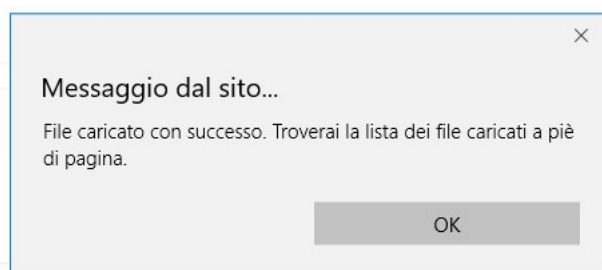 Messaggio dal sito...
File caricato con successo. Troverai la lista dei file caricati a piè
di pagina.
OK